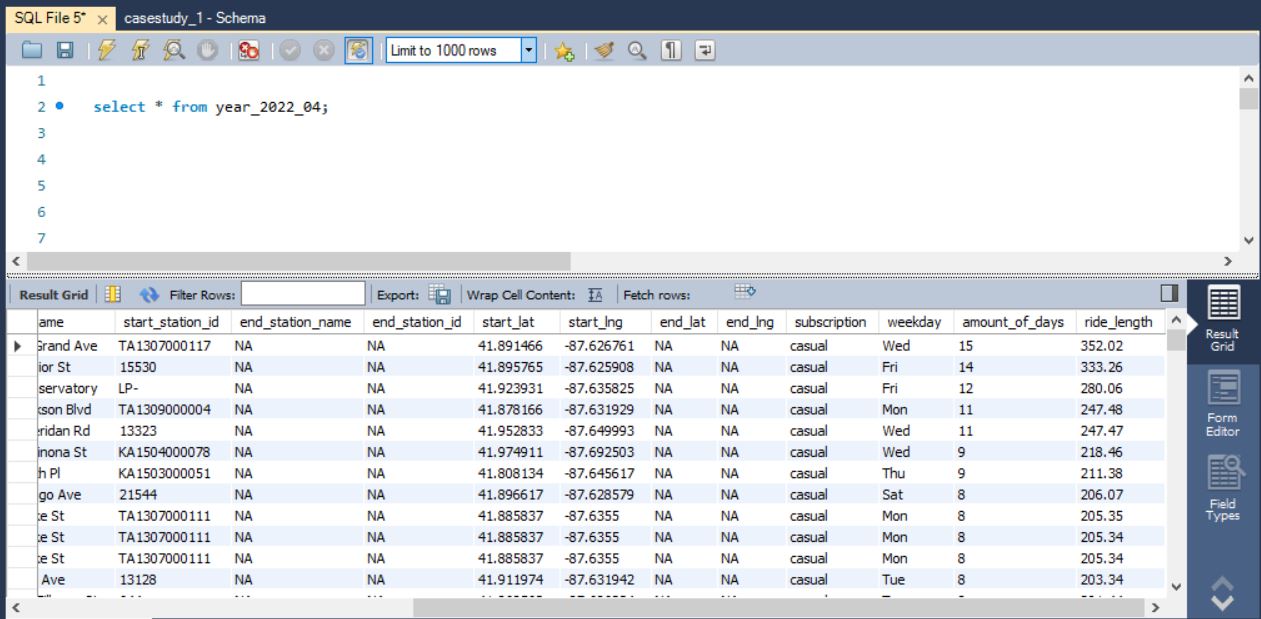 SQL File 5* × casestudy_1 - Schema
Limit to 1000 rows
1
2 select * from year_2022_04;
3
4
5
6
7
Result Grid Filter Rows: Export: Wrap Cell Content: Fetch rows:
ame start_station_id end_station_name end_station_id start_lat start_lng end_lat end_lng subscription weekday amount_of_days ride_length
Grand Ave TA1307000117 NA NA 41.891466 -87.626761 NA NA casual Wed 15 352.02
ior St 15530 NA NA 41.895765 -87.625908 NA NA casual Fri 14 333.26
servatory LP- NA NA 41.923931 -87.635825 NA NA casual Fri 12 280.06
kson Blvd TA1309000004 NA NA 41.878166 -87.631929 NA NA casual Mon 11 247.48
eridan Rd 13323 NA NA 41.952833 -87.649993 NA NA casual Wed 11 247.47
inona St KA1504000078 NA NA 41.974911 -87.692503 NA NA casual Wed 9 218.46
h Pl KA1503000051 NA NA 41.808134 -87.645617 NA NA casual Thu 9 211.38
go Ave 21544 NA NA 41.896617 -87.628579 NA NA casual Sat 8 206.07
ke St TA1307000111 NA NA 41.885837 -87.6355 NA NA casual Mon 8 205.35
ke St TA1307000111 NA NA 41.885837 -87.6355 NA NA casual Mon 8 205.34
ke St TA1307000111 NA NA 41.885837 -87.6355 NA NA casual Mon 8 205.34
Ave 13128 NA NA 41.911974 -87.631942 NA NA casual Tue 8 203.34
Result
Grid
Form
Editor
Field
Types